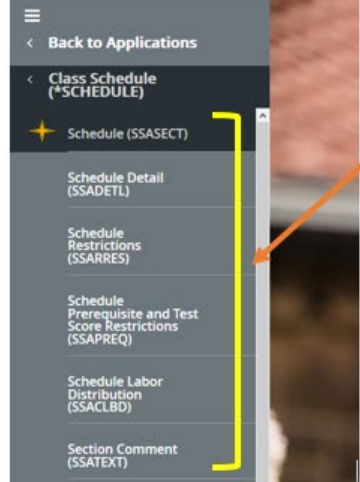 Back to Applications
Class Schedule
(*SCHEDULE)
Schedule (SSASECT)
Schedule Detail
(SSADETL)
Schedule
Restrictions
(SSARRES)
Schedule
Prerequisite and Test
Score Restrictions
(SSAPREQ)
Schedule Labor
Distribution
(SSACLBD)
Section Comment
(SSATEXT)